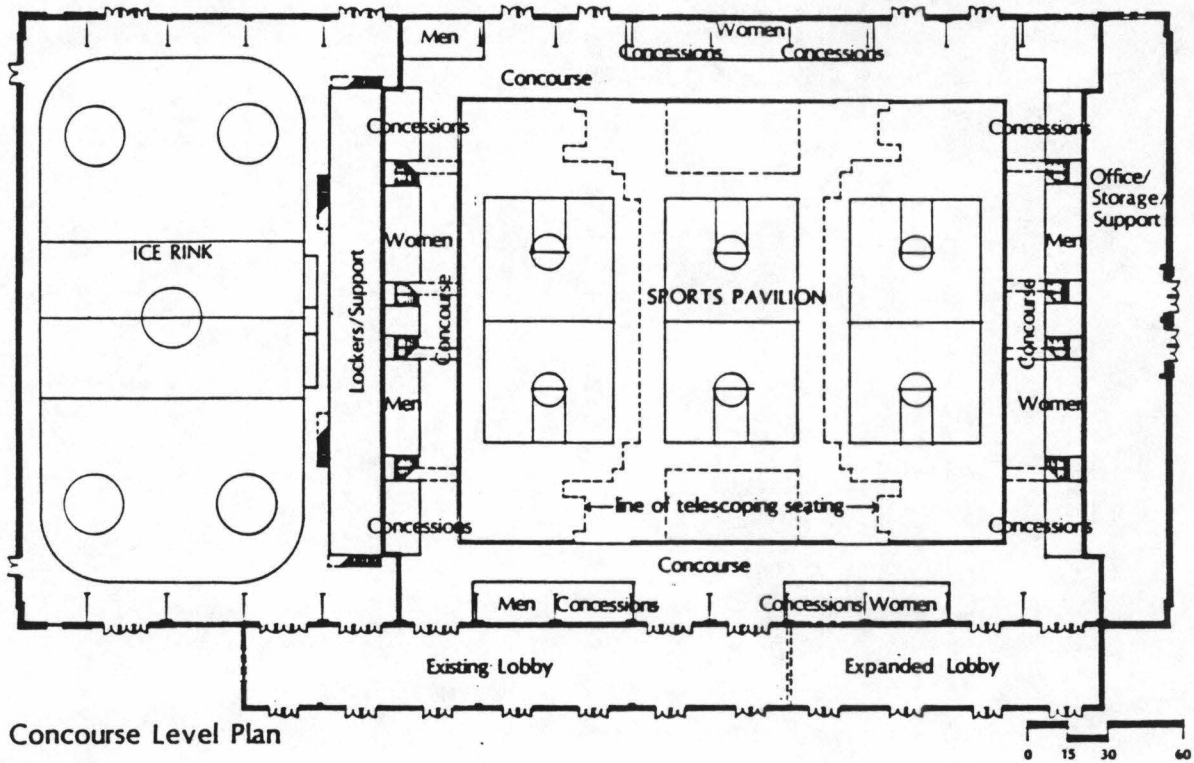 Men
Women
Concessions
Concessions
Concourse
Concessions
Concessions
Office/
Storage/
Support
ICE RINK
Women
Men
Lockers/Support
Concourse
SPORTS PAVILION
Concourse
Men
Women
line of telescoping seating
Concessions
Concessions
Concourse
Men
Concessions
Concessions
Women
Existing Lobby
Expanded Lobby
Concourse Level Plan
0 15 30 60